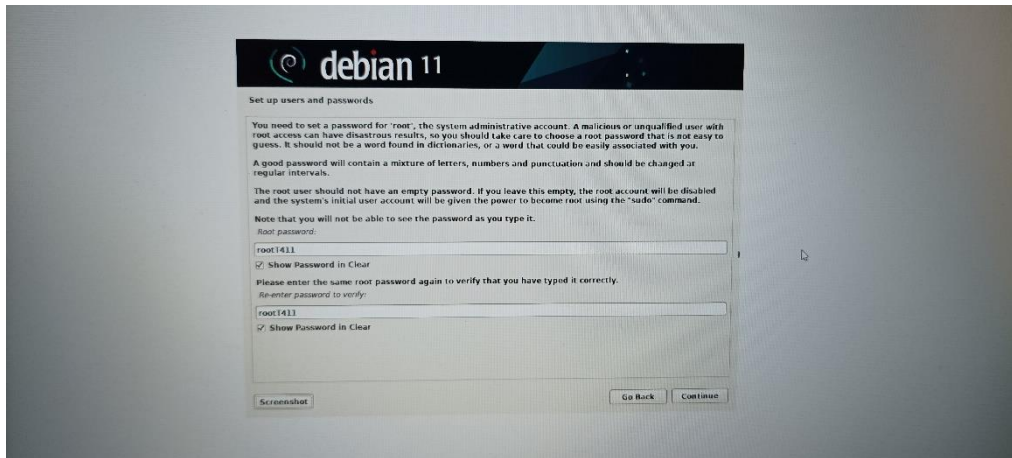 debian 11
Set up users and passwords
You need to set a password for 'root', the system administrative account. A malicious or unqualified user with
root access can have disastrous results, so you should take care to choose a root password that is not easy to
guess. It should not be a word found in dictionaries, or a word that could be easily associated with you.
A good password will contain a mixture of letters, numbers and punctuation and should be changed at
regular intervals.
The root user should not have an empty password. If you leave this empty, the root account will be disabled
and the system's initial user account will be given the power to become root using the "sudo" command.
Note that you will not be able to see the password as you type it.
Root password:
root1411
Show Password in Clear
Please enter the same root password again to verify that you have typed it correctly.
Re-enter password to verify:
root1411
Show Password in Clear
Screenshot
Go Back
Continue